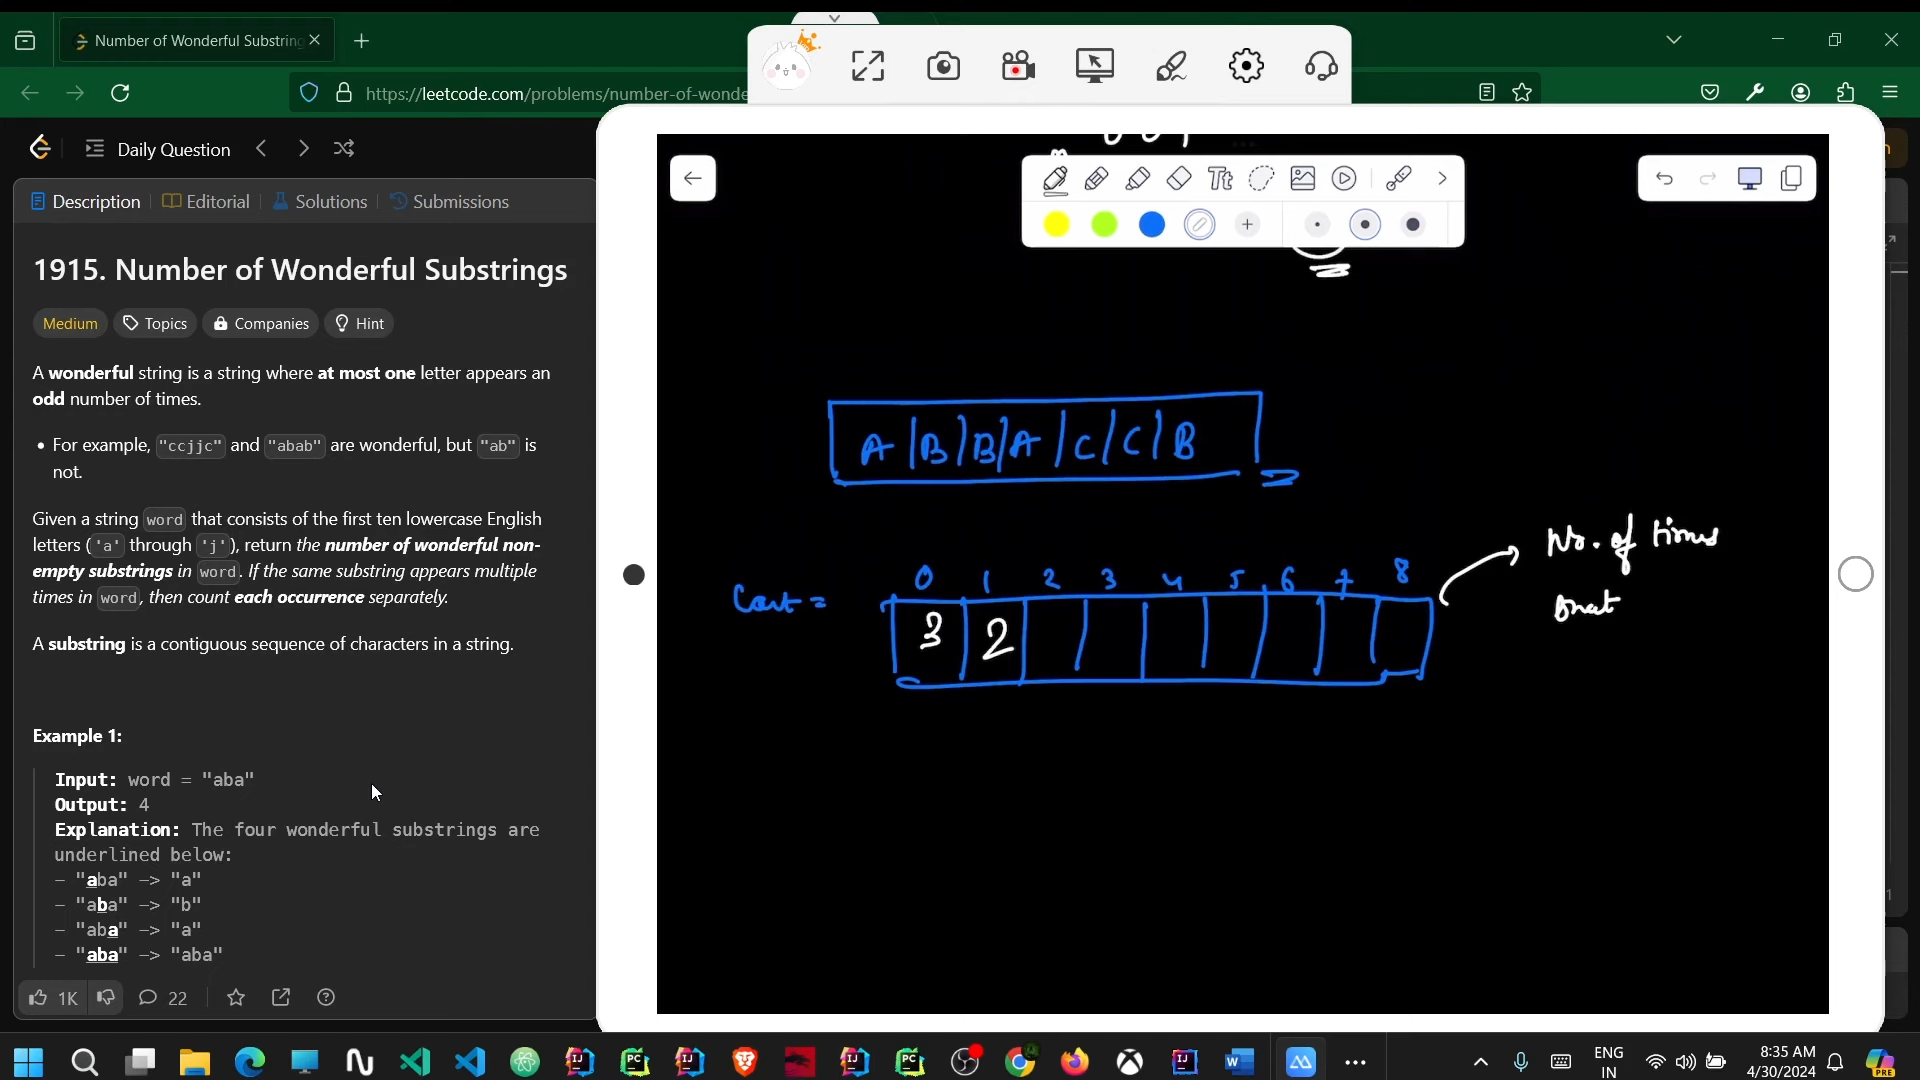 Number of Wonderful Substring
https://leetcode.com/problems/number-of-wonde
Daily Question
Description
Editorial
Solutions
Submissions
1915. Number of Wonderful Substrings
Medium
Topics
Companies
Hint
A wonderful string is a string where at most one letter appears an
odd number of times.
• For example, "ccjjc" and "abab" are wonderful, but "ab" is
not.
Given a string word that consists of the first ten lowercase English
letters ('a' through 'j'), return the number of wonderful non-
empty substrings in word. If the same substring appears multiple
times in word, then count each occurrence separately.
A substring is a contiguous sequence of characters in a string.
Example 1:
Input: word = "aba"
Output: 4
Explanation: The four wonderful substrings are
underlined below:
- "aba" -> "a"
- "aba" -> "b"
- "aba" -> "a"
- "aba" -> "aba"
1K
22
Tt
A|B|B|A|C|C|B
No. of times
0 1 2 3 4 5 6 7 8
3 2
ENG
IN
8:35 AM
4/30/2024
PRE